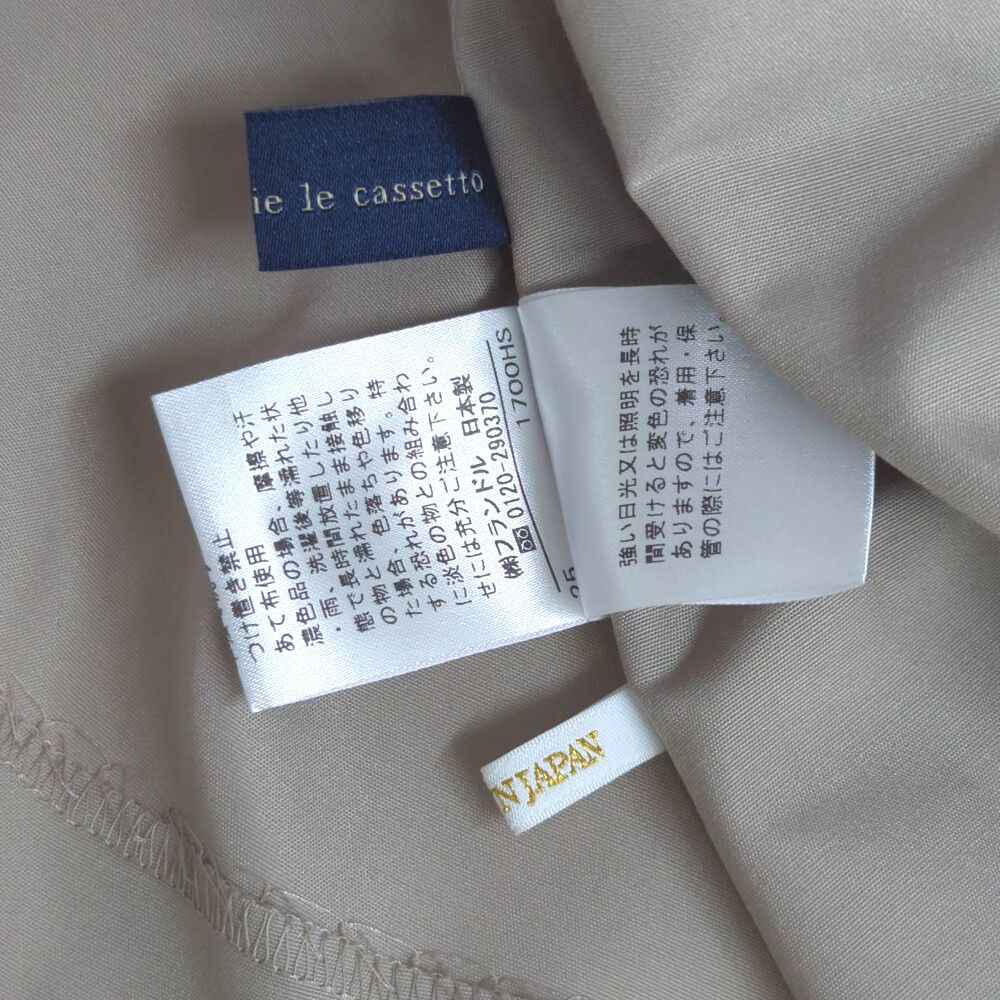 ie le cassetto
つけ置き禁止
あて布使用
濃色品の場合、摩擦や汗
・雨、洗濯後等濡れた状
態で長時間放置したり他
の物と濡れたまま接触し
た場合、色落ちや色移り
する恐れがあります。特
に淡色の物との組み合わ
せには充分ご注意下さい。
㈱フランドル 日本製
0120-290370
1700HS
25
強い日光又は照明を長時
間受けると変色の恐れが
ありますので、着用・保
管の際にはご注意下さい。
N JAPAN